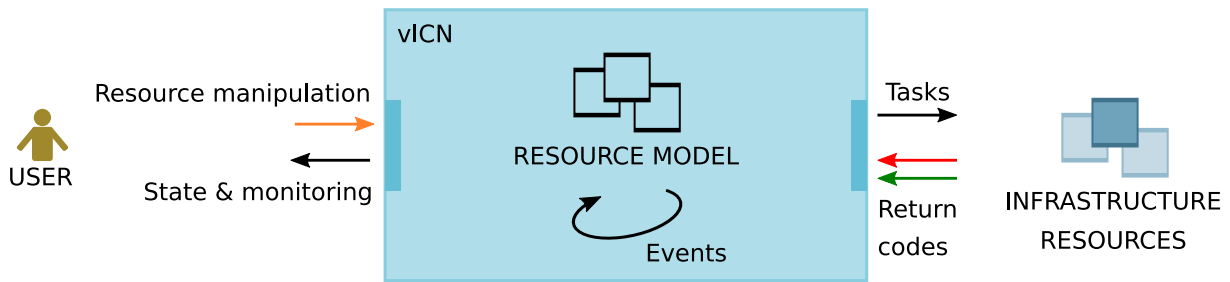 vICN
Resource manipulation
State & monitoring
USER
RESOURCE MODEL
Events
Tasks
Return
codes
INFRASTRUCTURE
RESOURCES